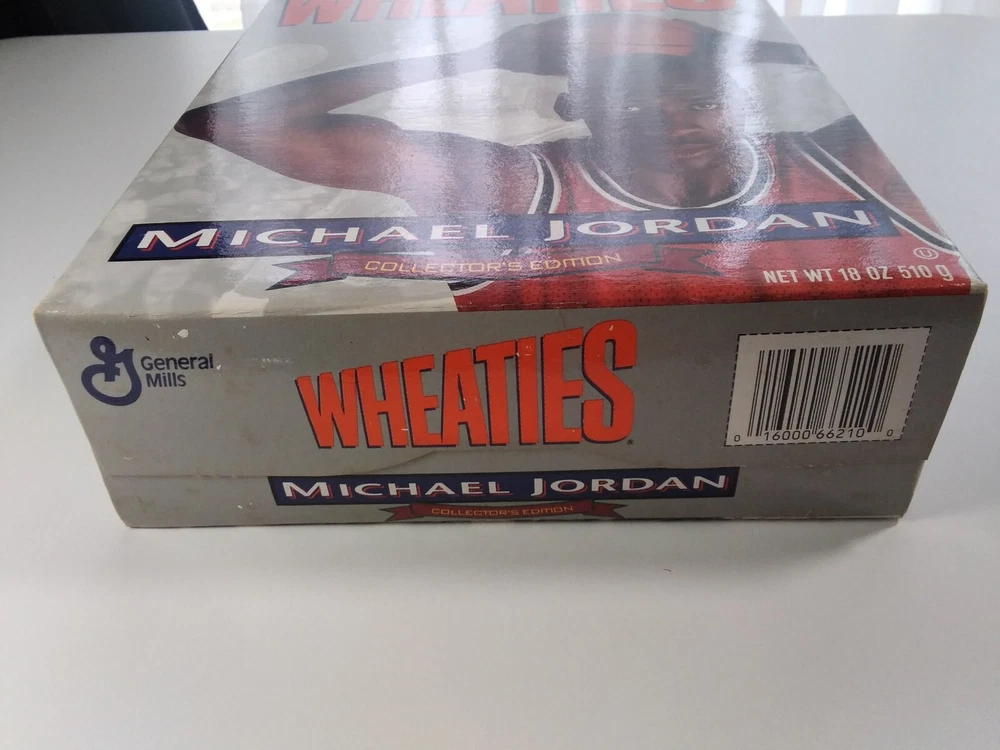 WHEATIES
MICHAEL JORDAN
COLLECTOR'S EDITION
U
NET WT 18 OZ 510 g
General
Mills
WHEATIES®
0 16000 66210 0
MICHAEL JORDAN
COLLECTOR'S EDITION